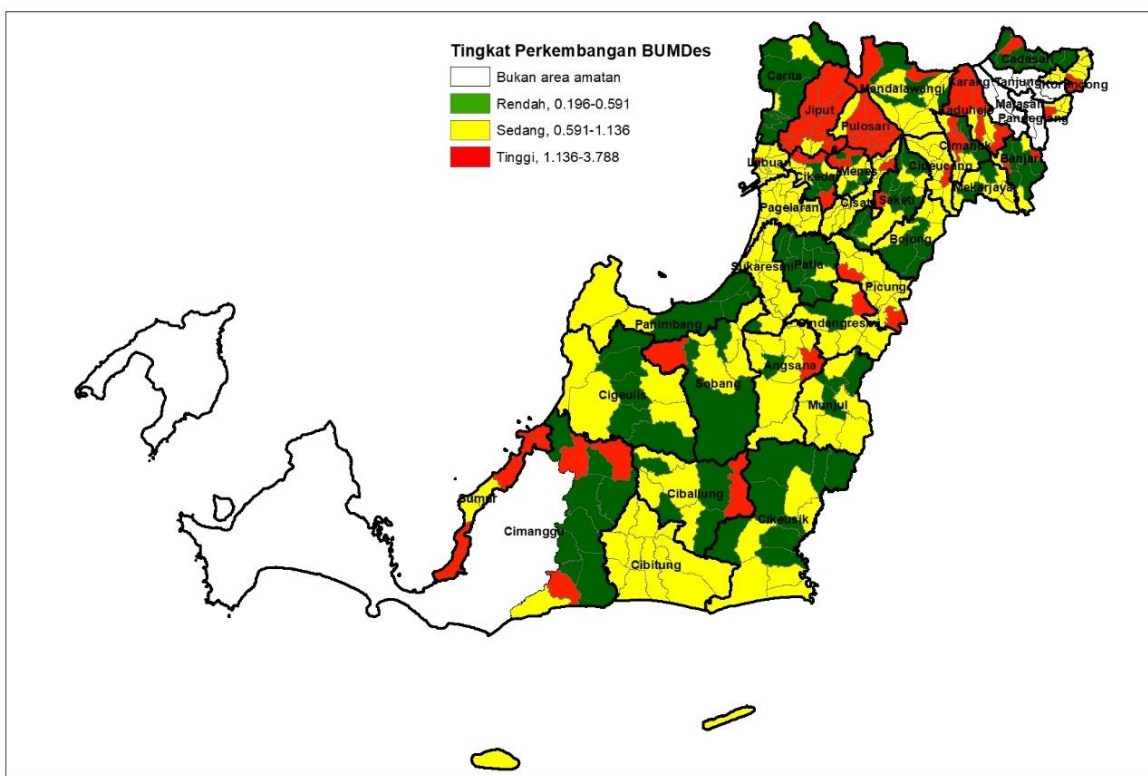 Tingkat Perkembangan BUMDes
Bukan area amatan
Rendah, 0.196-0.591
Sedang, 0.591-1.136
Tinggi, 1.136-3.788
Cadasari
Carita
Mandalawangi
Karang
Tanjung
Koroncong
Jiput
Kaduhejo
Majasari
Pulosari
Pandeglang
Cimanuk
Labuan
Menes
Cipeucang
Banjar
Cikedal
Mekarjaya
Pagelaran
Cisata
Saketi
Bojong
Sukaresmi
Patia
Picung
Panimbang
Cindangresmi
Cigeulis
Sobang
Angsana
Munjul
Sumur
Cibaliung
Cikeusik
Cimanggu
Cibitung